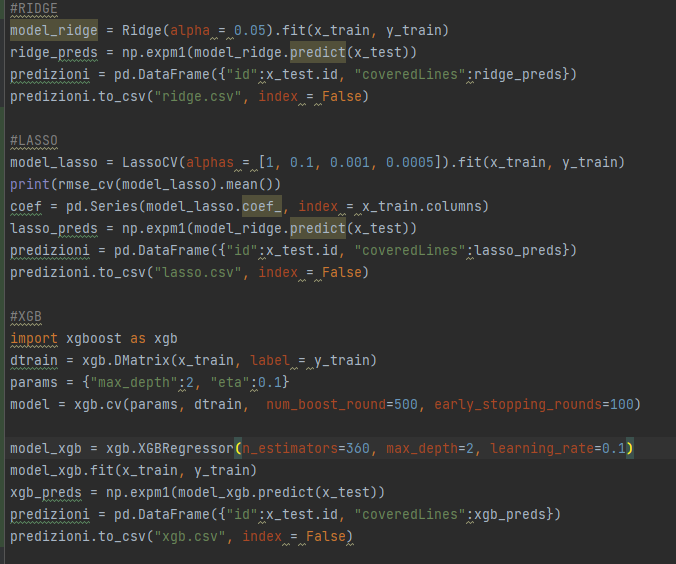 #RIDGE
model_ridge = Ridge(alpha = 0.05).fit(x_train, y_train)
ridge_preds = np.expm1(model_ridge.predict(x_test))
predizioni = pd.DataFrame({"id":x_test.id, "coveredLines":ridge_preds})
predizioni.to_csv("ridge.csv", index = False)
#LASSO
model_lasso = LassoCV(alphas = [1, 0.1, 0.001, 0.0005]).fit(x_train, y_train)
print(rmse_cv(model_lasso).mean())
coef = pd.Series(model_lasso.coef_, index = x_train.columns)
lasso_preds = np.expm1(model_ridge.predict(x_test))
predizioni = pd.DataFrame({"id":x_test.id, "coveredLines":lasso_preds})
predizioni.to_csv("lasso.csv", index = False)
#XGB
import xgboost as xgb
dtrain = xgb.DMatrix(x_train, label = y_train)
params = {"max_depth":2, "eta":0.1}
model = xgb.cv(params, dtrain,  num_boost_round=500, early_stopping_rounds=100)
model_xgb = xgb.XGBRegressor(n_estimators=360, max_depth=2, learning_rate=0.1)
model_xgb.fit(x_train, y_train)
xgb_preds = np.expm1(model_xgb.predict(x_test))
predizioni = pd.DataFrame({"id":x_test.id, "coveredLines":xgb_preds})
predizioni.to_csv("xgb.csv", index = False)